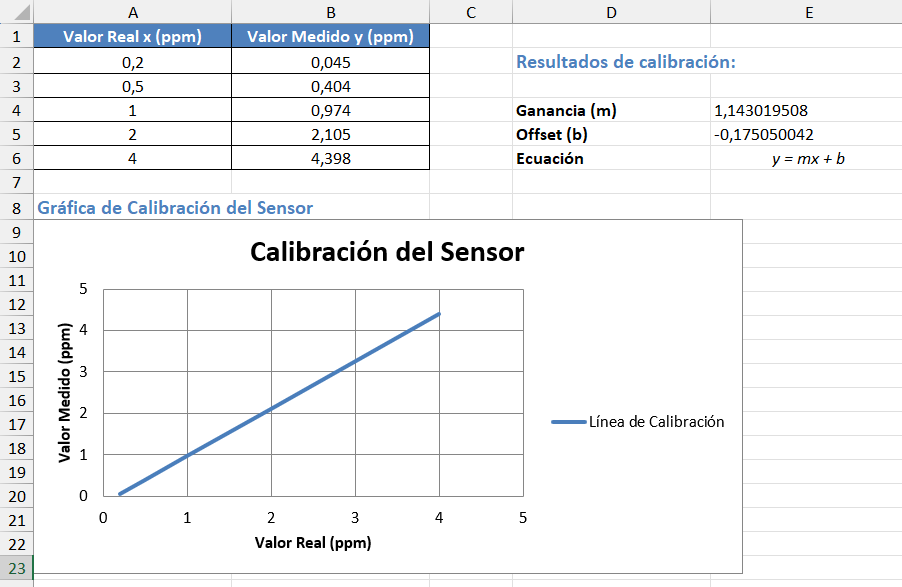 A B C D E
1 Valor Real x (ppm) Valor Medido y (ppm)
2 0,2 0,045 Resultados de calibración:
3 0,5 0,404
4 1 0,974 Ganancia (m) 1,143019508
5 2 2,105 Offset (b) -0,175050042
6 4 4,398 Ecuación y = mx + b
7
8 Gráfica de Calibración del Sensor
9
10
11
12
13
14
15
16
17
18
19
20
21
22
23
Calibración del Sensor
5
4
3
2
1
0
Valor Medido (ppm)
0 1 2 3 4 5
Valor Real (ppm)
Línea de Calibración